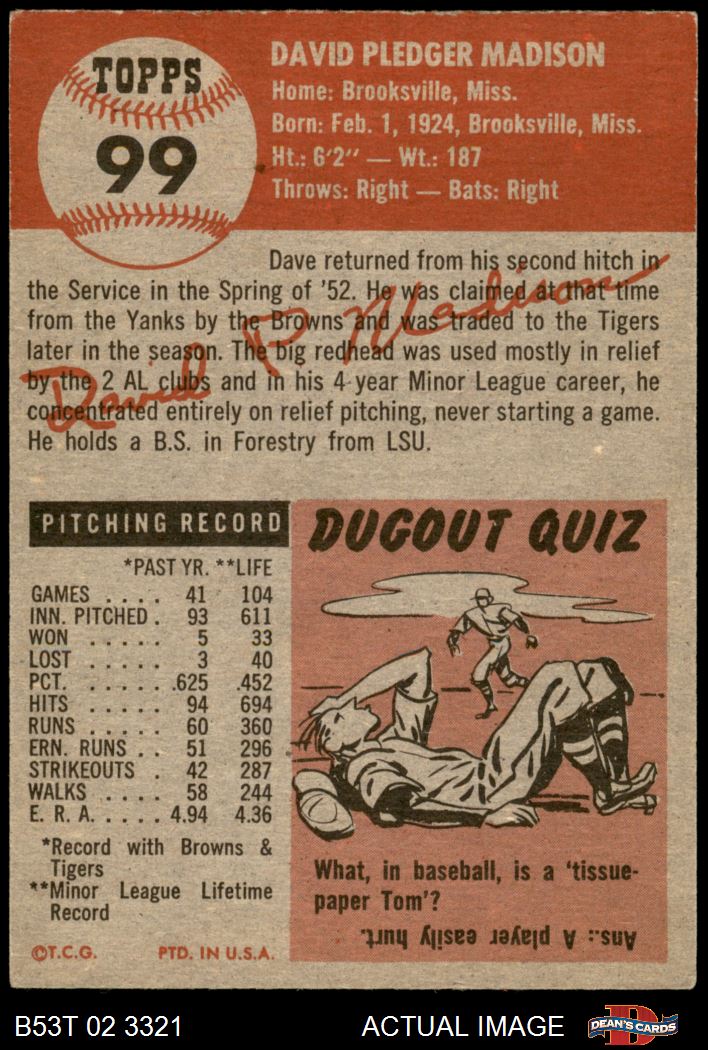 TOPPS
99
DAVID PLEDGER MADISON
Home: Brooksville, Miss.
Born: Feb. 1, 1924, Brooksville, Miss.
Ht.: 6'2" — Wt.: 187
Throws: Right — Bats: Right
Dave returned from his second hitch in
the Service in the Spring of '52. He was claimed at that time
from the Yanks by the Browns and was traded to the Tigers
later in the season. The big redhead was used mostly in relief
by the 2 AL clubs and in his 4-year Minor League career, he
concentrated entirely on relief pitching, never starting a game.
He holds a B.S. in Forestry from LSU.
David P. Madison
PITCHING RECORD
*PAST YR. **LIFE
GAMES . . . . 41 104
INN. PITCHED . 93 611
WON . . . . . 5 33
LOST . . . . . 3 40
PCT. . . . . . .625 .452
HITS . . . . . 94 694
RUNS . . . . . 60 360
ERN. RUNS . . 51 296
STRIKEOUTS . 42 287
WALKS . . . . 58 244
E. R. A. . . . . 4.94 4.36
*Record with Browns &
Tigers
**Minor League Lifetime
Record
©T.C.G. PTD. IN U.S.A.
DUGOUT QUIZ
What, in baseball, is a 'tissue-
paper Tom'?
Ans.: A player easily hurt.
B53T 02 3321 ACTUAL IMAGE
D
DEAN'S CARDS